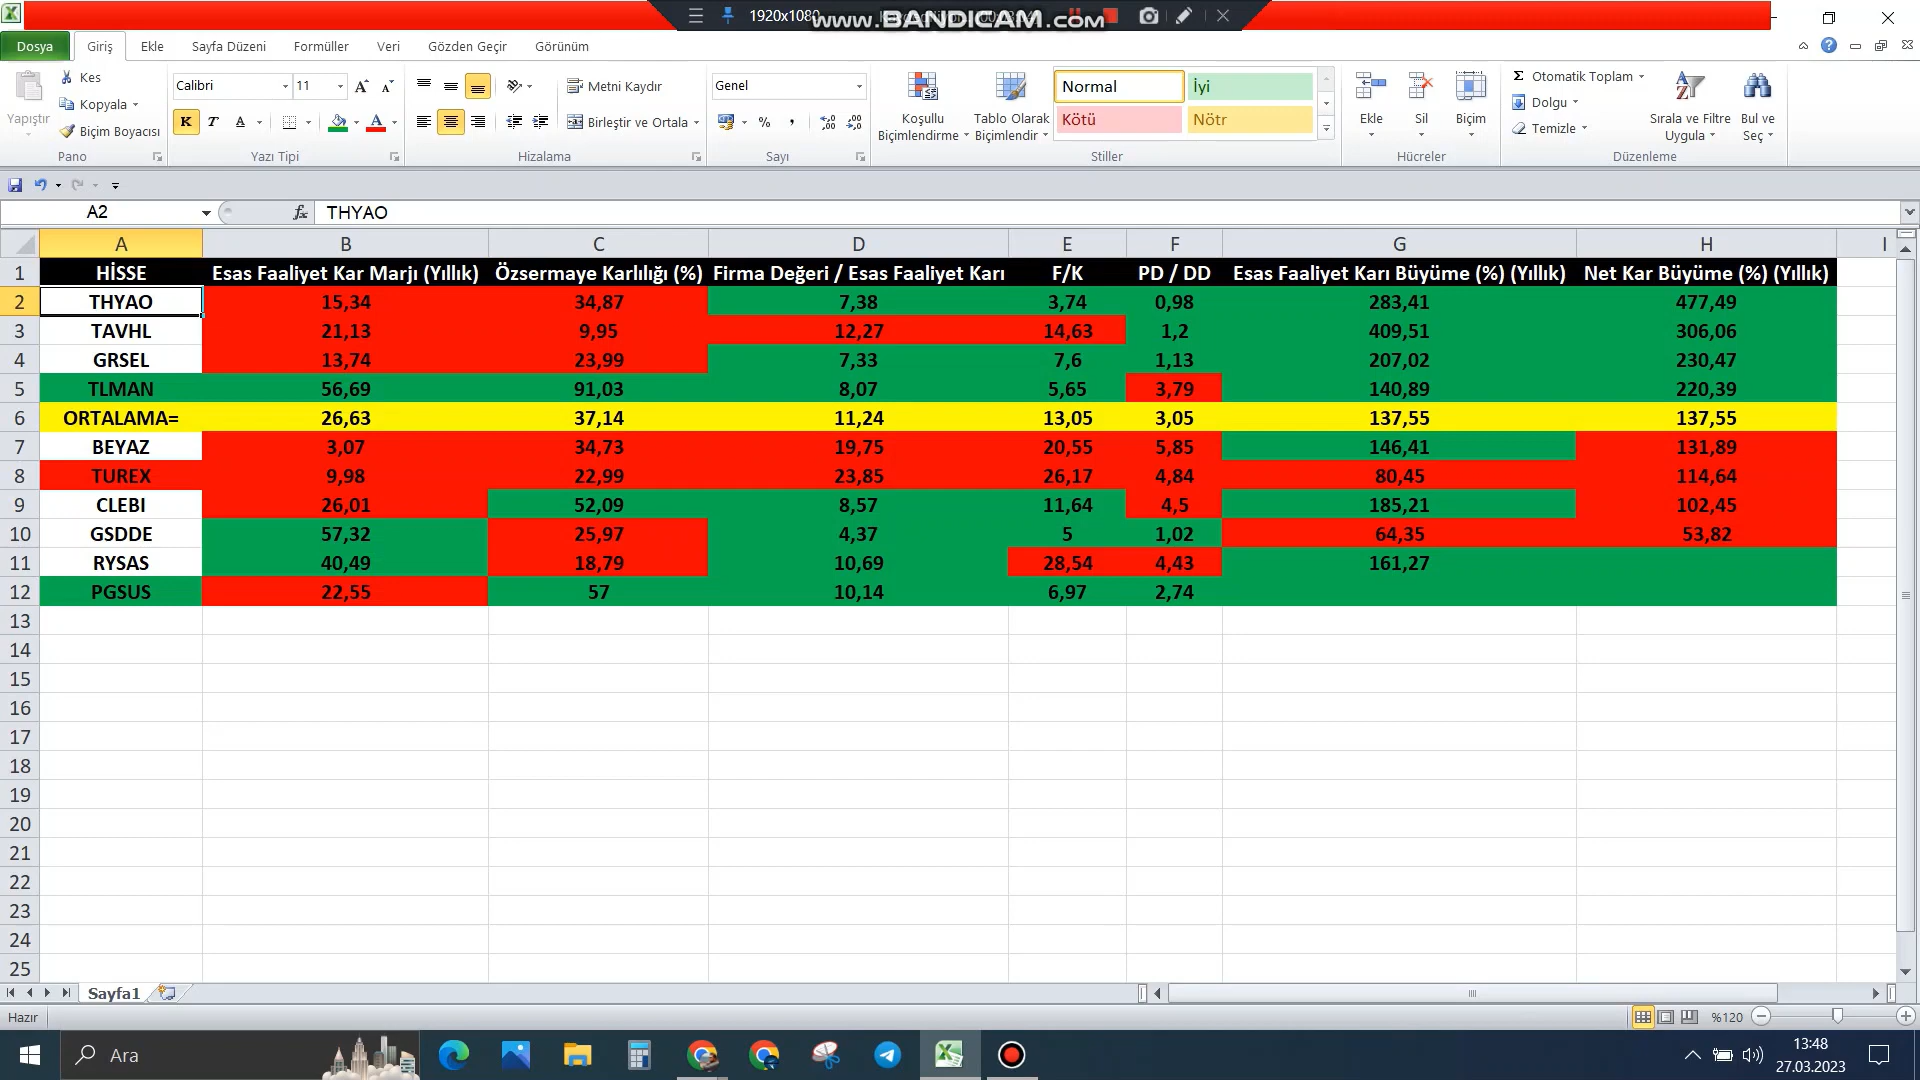 1920x1080
www.BANDICAM.com
Dosya Giriş Ekle Sayfa Düzeni Formüller Veri Gözden Geçir Görünüm
Yapıştır
Kes
Kopyala
Biçim Boyacısı
Pano
Calibri 11
K T A
Yazı Tipi
Metni Kaydır
Birleştir ve Ortala
Hizalama
Genel
Sayı
Koşullu Biçimlendirme
Tablo Olarak Biçimlendir
Normal İyi
Kötü Nötr
Stiller
Ekle Sil Biçim
Hücreler
Σ Otomatik Toplam
Dolgu
Temizle
Sırala ve Filtre Uygula
Bul ve Seç
Düzenleme
A2 fx THYAO
A B C D E F G H I
1 HİSSE Esas Faaliyet Kar Marjı (Yıllık) Özsermaye Karlılığı (%) Firma Değeri / Esas Faaliyet Karı F/K PD / DD Esas Faaliyet Karı Büyüme (%) (Yıllık) Net Kar Büyüme (%) (Yıllık)
2 THYAO 15,34 34,87 7,38 3,74 0,98 283,41 477,49
3 TAVHL 21,13 9,95 12,27 14,63 1,2 409,51 306,06
4 GRSEL 13,74 23,99 7,33 7,6 1,13 207,02 230,47
5 TLMAN 56,69 91,03 8,07 5,65 3,79 140,89 220,39
6 ORTALAMA= 26,63 37,14 11,24 13,05 3,05 137,55 137,55
7 BEYAZ 3,07 34,73 19,75 20,55 5,85 146,41 131,89
8 TUREX 9,98 22,99 23,85 26,17 4,84 80,45 114,64
9 CLEBI 26,01 52,09 8,57 11,64 4,5 185,21 102,45
10 GSDDE 57,32 25,97 4,37 5 1,02 64,35 53,82
11 RYSAS 40,49 18,79 10,69 28,54 4,43 161,27
12 PGSUS 22,55 57 10,14 6,97 2,74
13
14
15
16
17
18
19
20
21
22
23
24
25
Sayfa1
Hazır %120
Ara
13:48
27.03.2023